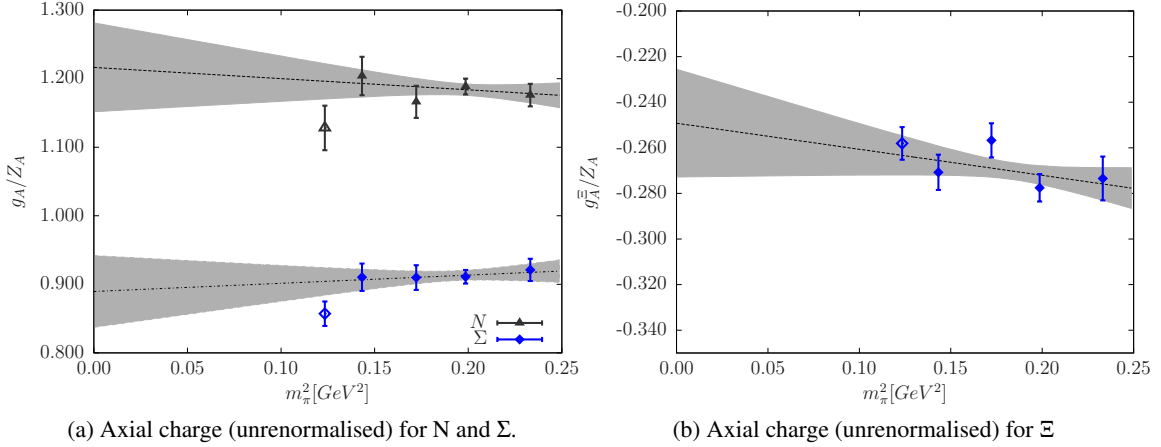 1.300
1.200
1.100
1.000
0.900
0.800
g_A/Z_A
0.00 0.05 0.10 0.15 0.20 0.25
m_π^2[GeV^2]
N
Σ
(a) Axial charge (unrenormalised) for N and Σ.
-0.200
-0.220
-0.240
-0.260
-0.280
-0.300
-0.320
-0.340
g_A^Ξ/Z_A
0.00 0.05 0.10 0.15 0.20 0.25
m_π^2[GeV^2]
(b) Axial charge (unrenormalised) for Ξ